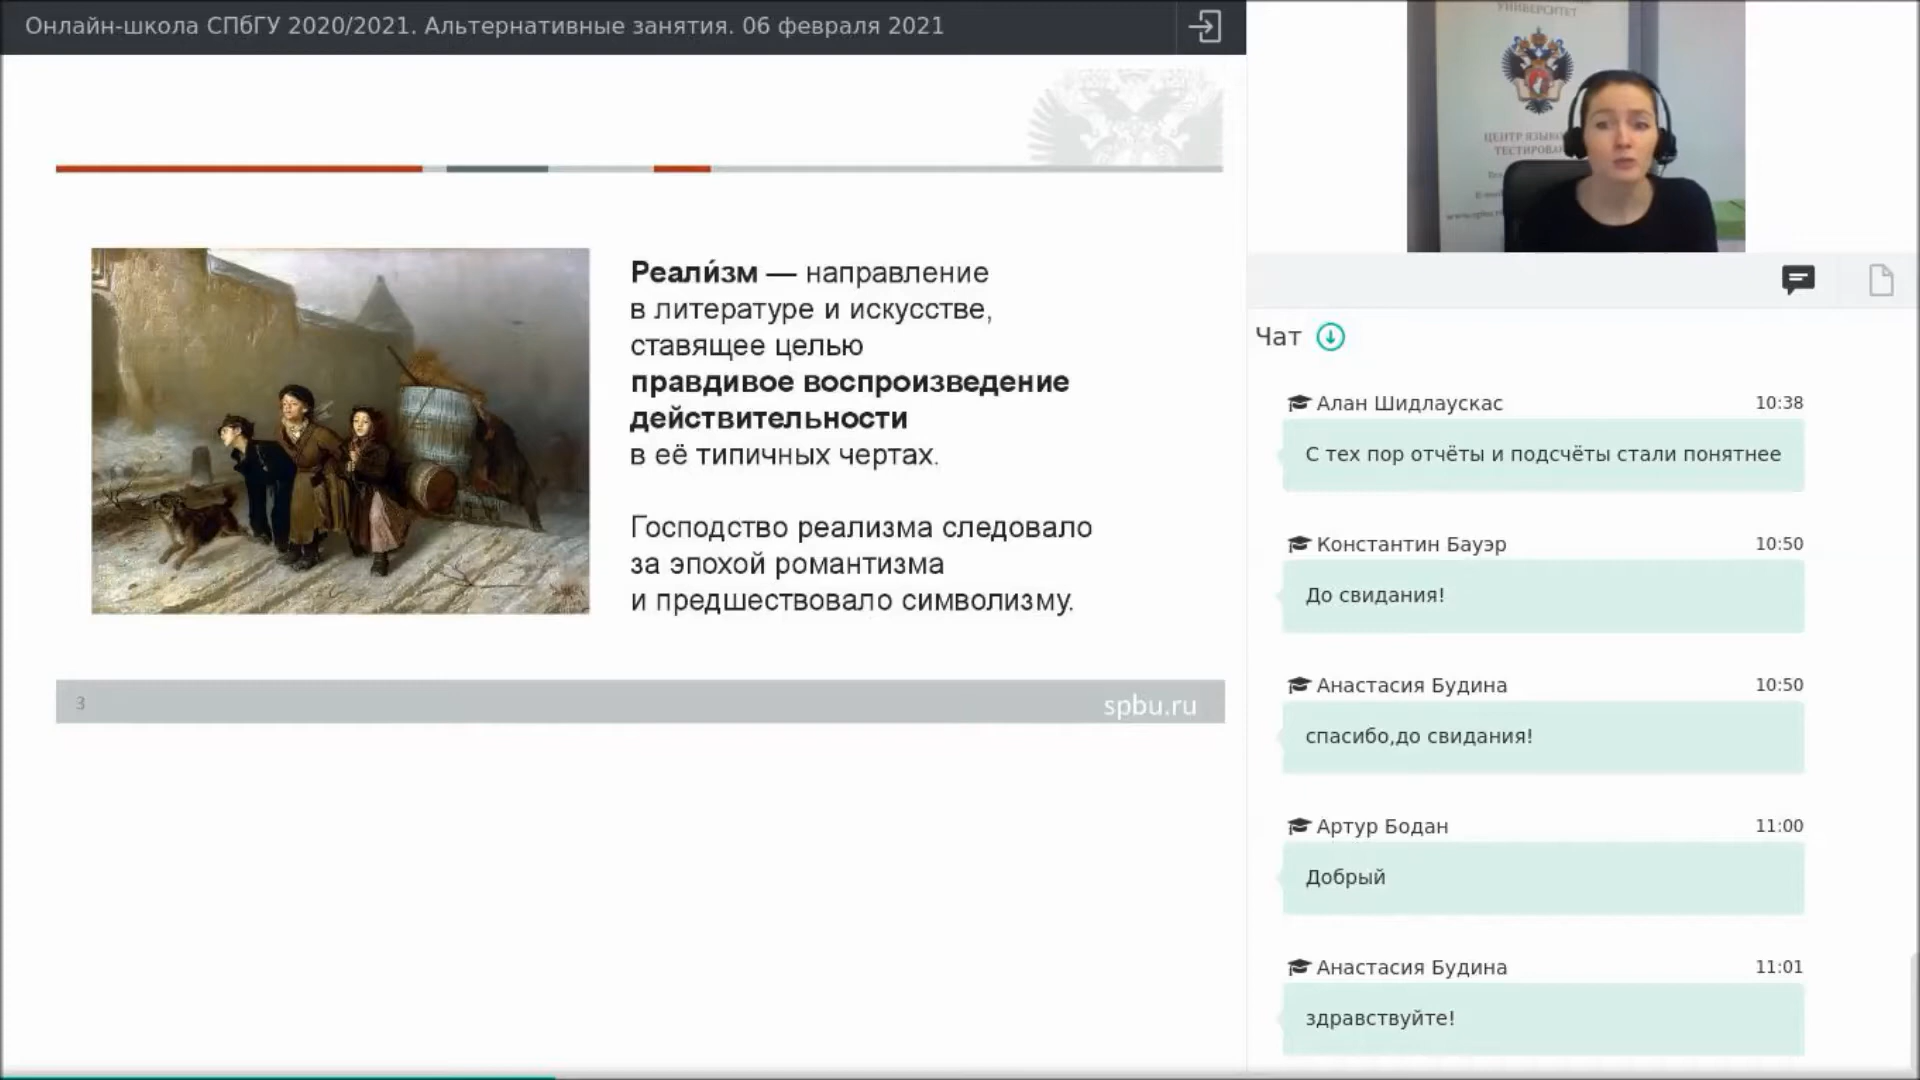 Онлайн-школа СПбГУ 2020/2021. Альтернативные занятия. 06 февраля 2021
Реали́зм — направление
в литературе и искусстве,
ставящее целью
правдивое воспроизведение
действительности
в её типичных чертах.
Господство реализма следовало
за эпохой романтизма
и предшествовало символизму.
3
spbu.ru
УНИВЕРСИТЕТ
Чат
Алан Шидлаускас 10:38
С тех пор отчёты и подсчёты стали понятнее
Константин Бауэр 10:50
До свидания!
Анастасия Будина 10:50
спасибо,до свидания!
Артур Бодан 11:00
Добрый
Анастасия Будина 11:01
здравствуйте!